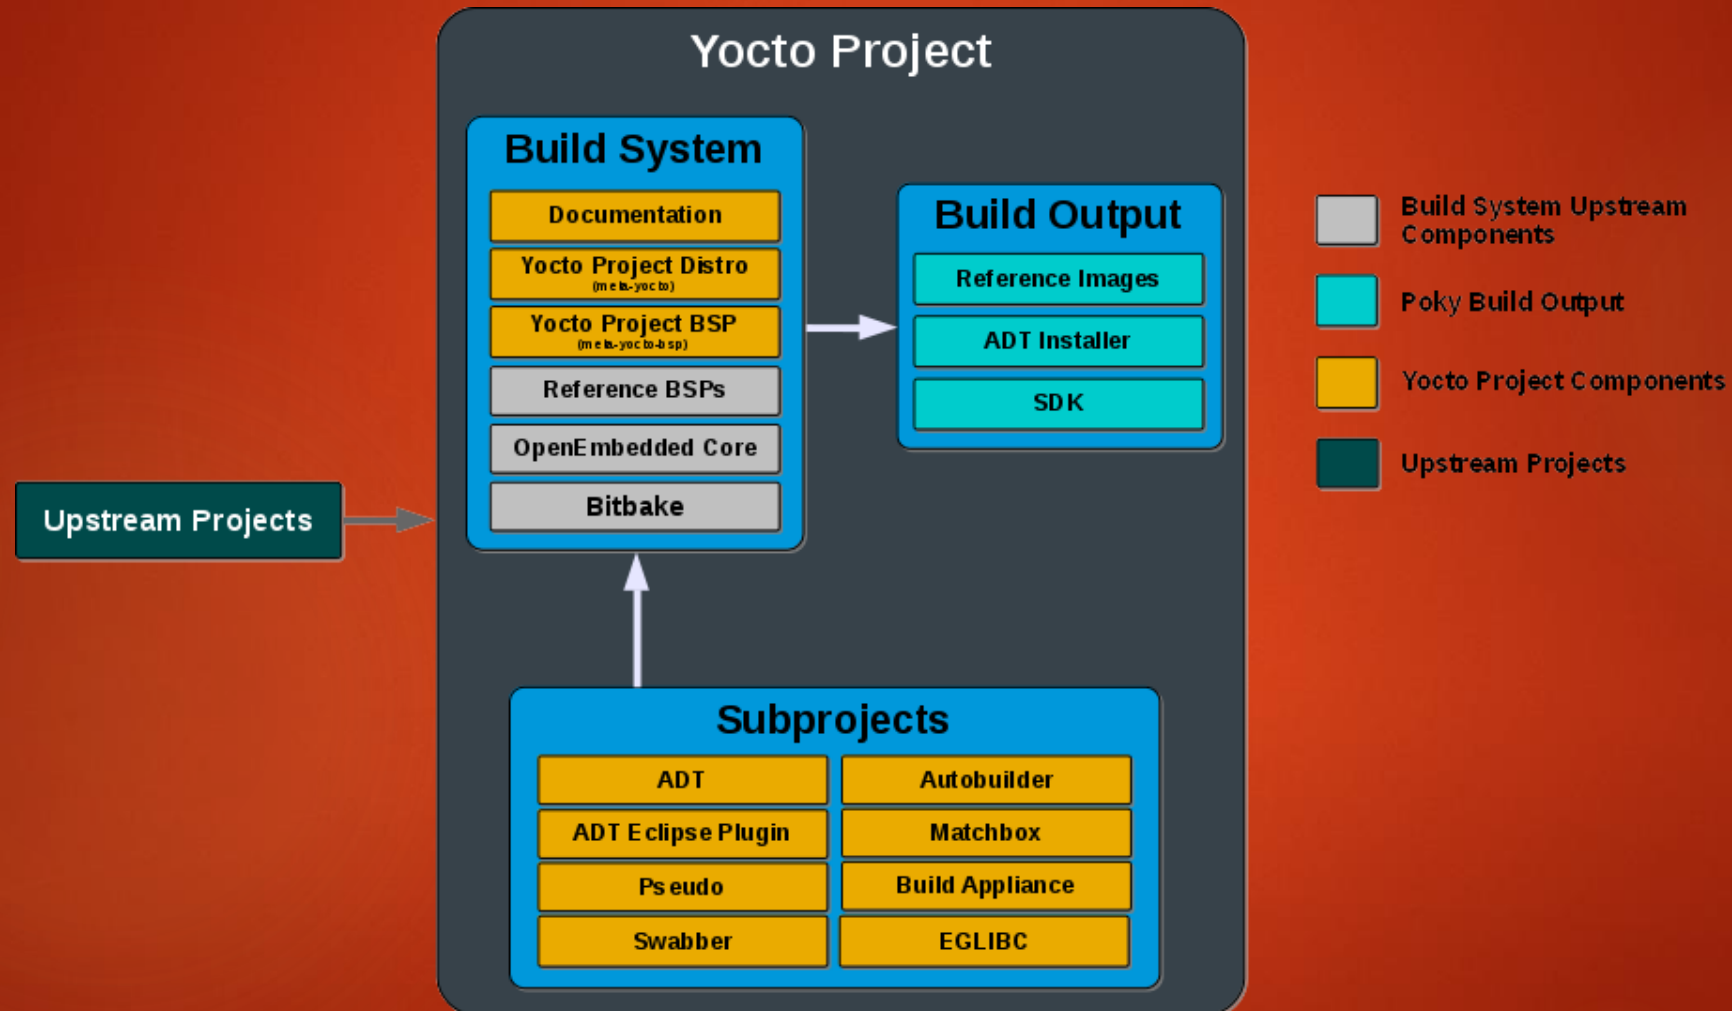 Yocto Project
Build System
Documentation
Yocto Project Distro
(meta-yocto)
Yocto Project BSP
(meta-yocto-bsp)
Reference BSPs
OpenEmbedded Core
Bitbake
Build Output
Reference Images
ADT Installer
SDK
Build System Upstream
Components
Poky Build Output
Yocto Project Components
Upstream Projects
Upstream Projects
Subprojects
ADT
Autobuilder
ADT Eclipse Plugin
Matchbox
Pseudo
Build Appliance
Swabber
EGLIBC